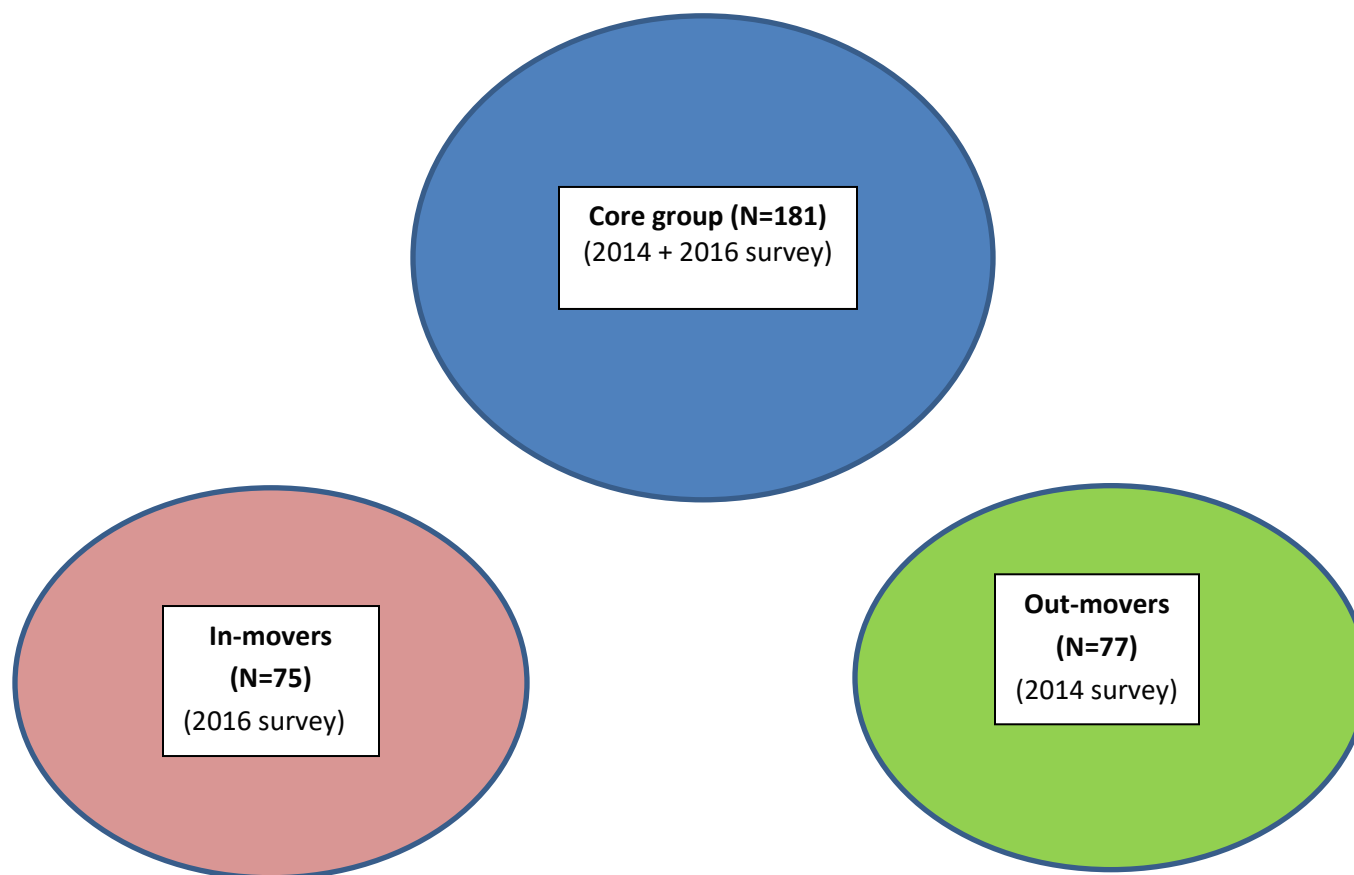 Core group (N=181)
(2014 + 2016 survey)
In-movers
(N=75)
(2016 survey)
Out-movers
(N=77)
(2014 survey)